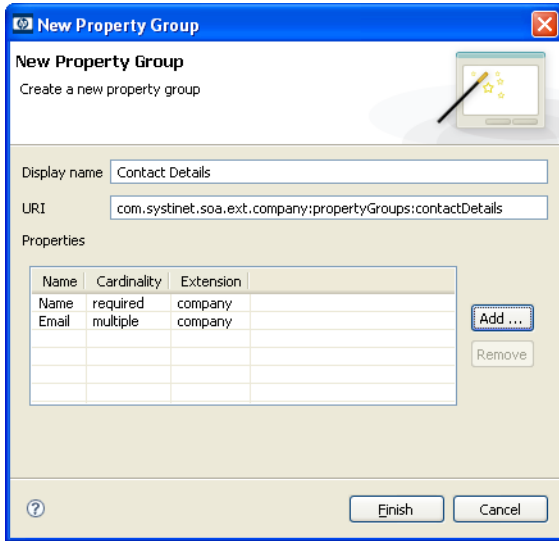 New Property Group
New Property Group
Create a new property group
Display name Contact Details
URI com.systinet.soa.ext.company:propertyGroups:contactDetails
Properties
Name Cardinality Extension
Name required company
Email multiple company
Add ...
Remove
? Finish Cancel